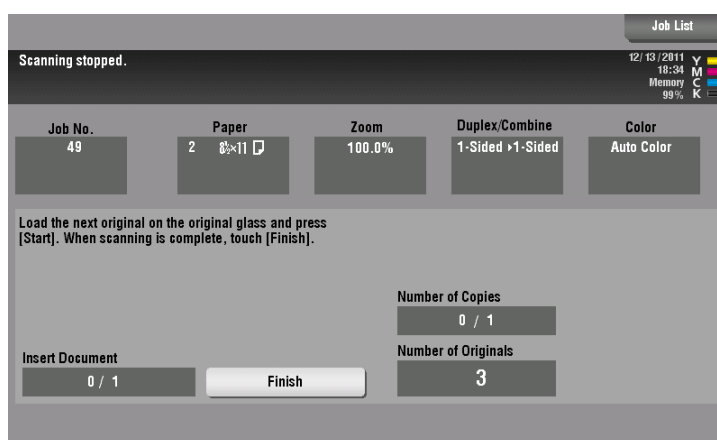 Job List
Scanning stopped.
12/13/2011
18:34
Memory
99%
Y
M
C
K
Job No.
49
Paper
2 8½×11
Zoom
100.0%
Duplex/Combine
1-Sided ▸1-Sided
Color
Auto Color
Load the next original on the original glass and press
[Start]. When scanning is complete, touch [Finish].
Number of Copies
0 / 1
Insert Document
0 / 1
Finish
Number of Originals
3